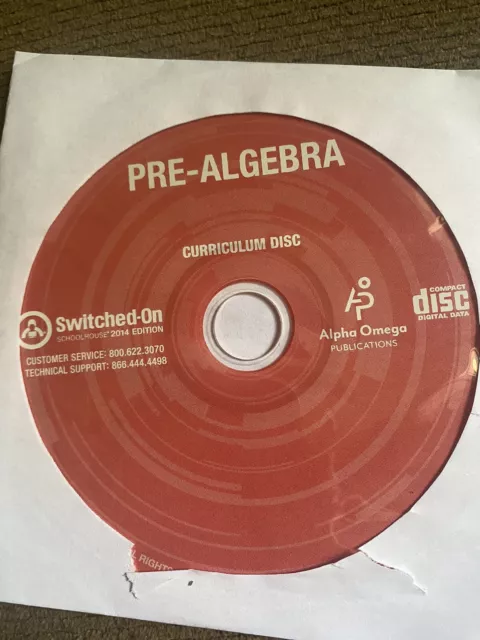 PRE-ALGEBRA
CURRICULUM DISC
Switched-On
SCHOOLHOUSE® 2014 EDITION
CUSTOMER SERVICE: 800.622.3070
TECHNICAL SUPPORT: 866.444.4498
Alpha Omega
PUBLICATIONS
COMPACT
disc
DIGITAL DATA
RIGHTS